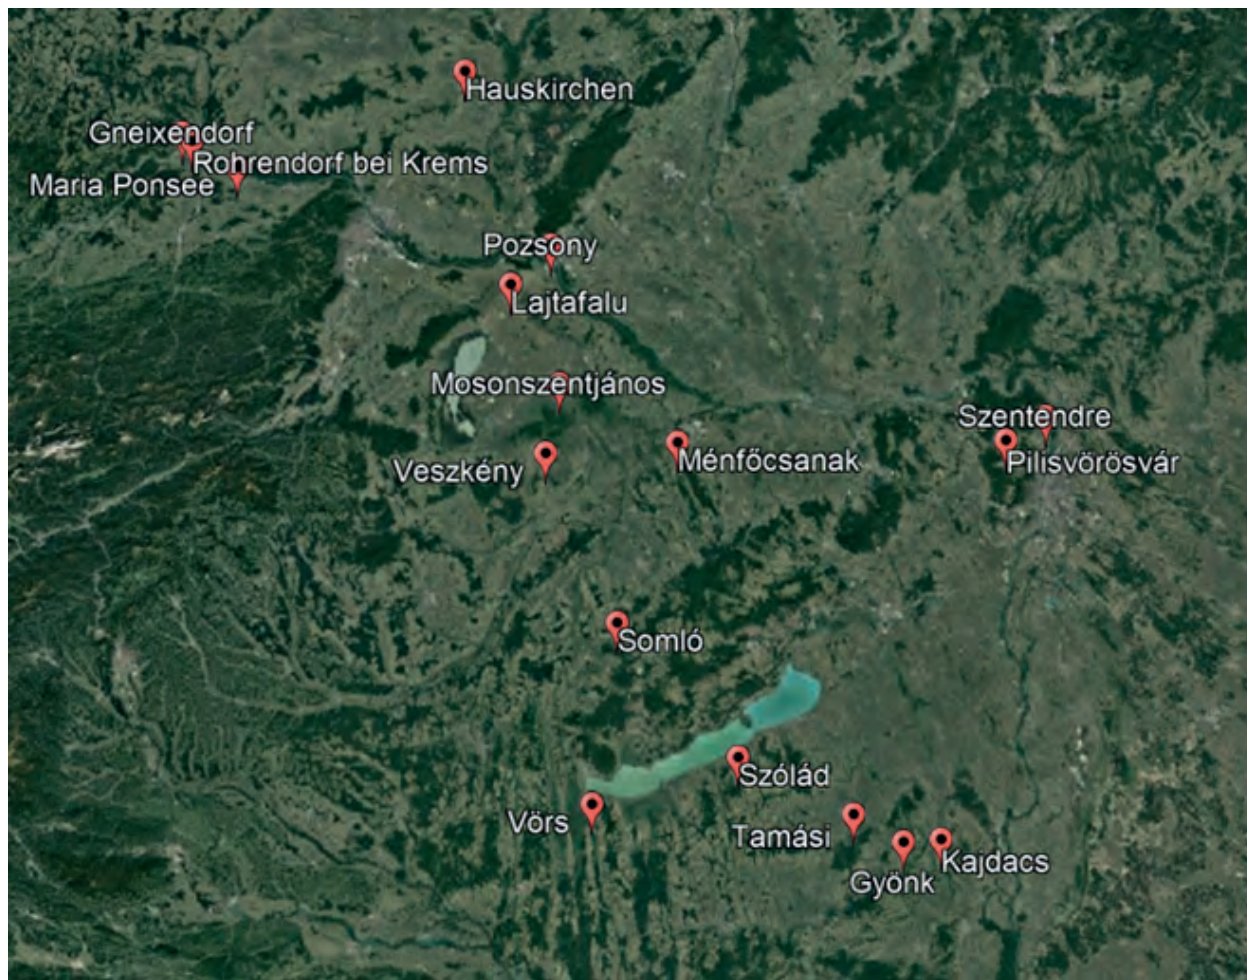 Hauskirchen
Gneixendorf
Rohrendorf bei Krems
Maria Ponsee
Pozsony
Lajtafalu
Mosonszentjános
Szentendre
Veszkény
Ménfőcsanak
Pilisvörösvár
Somló
Szólád
Vörs
Tamási
Kajdacs
Gyönk